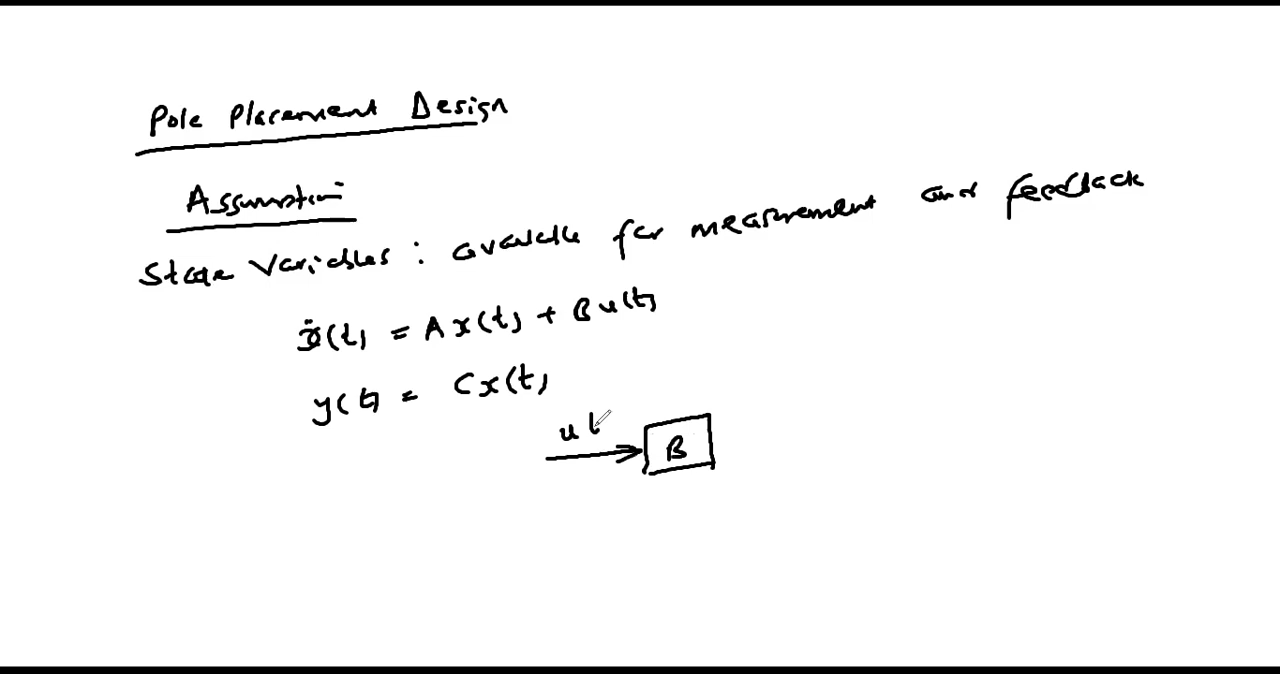 Pole Placement Design
Assumption
State Variables : available for measurement and feedback
ẋ(t) = Ax(t) + Bu(t)
y(t) = Cx(t)
u (
B